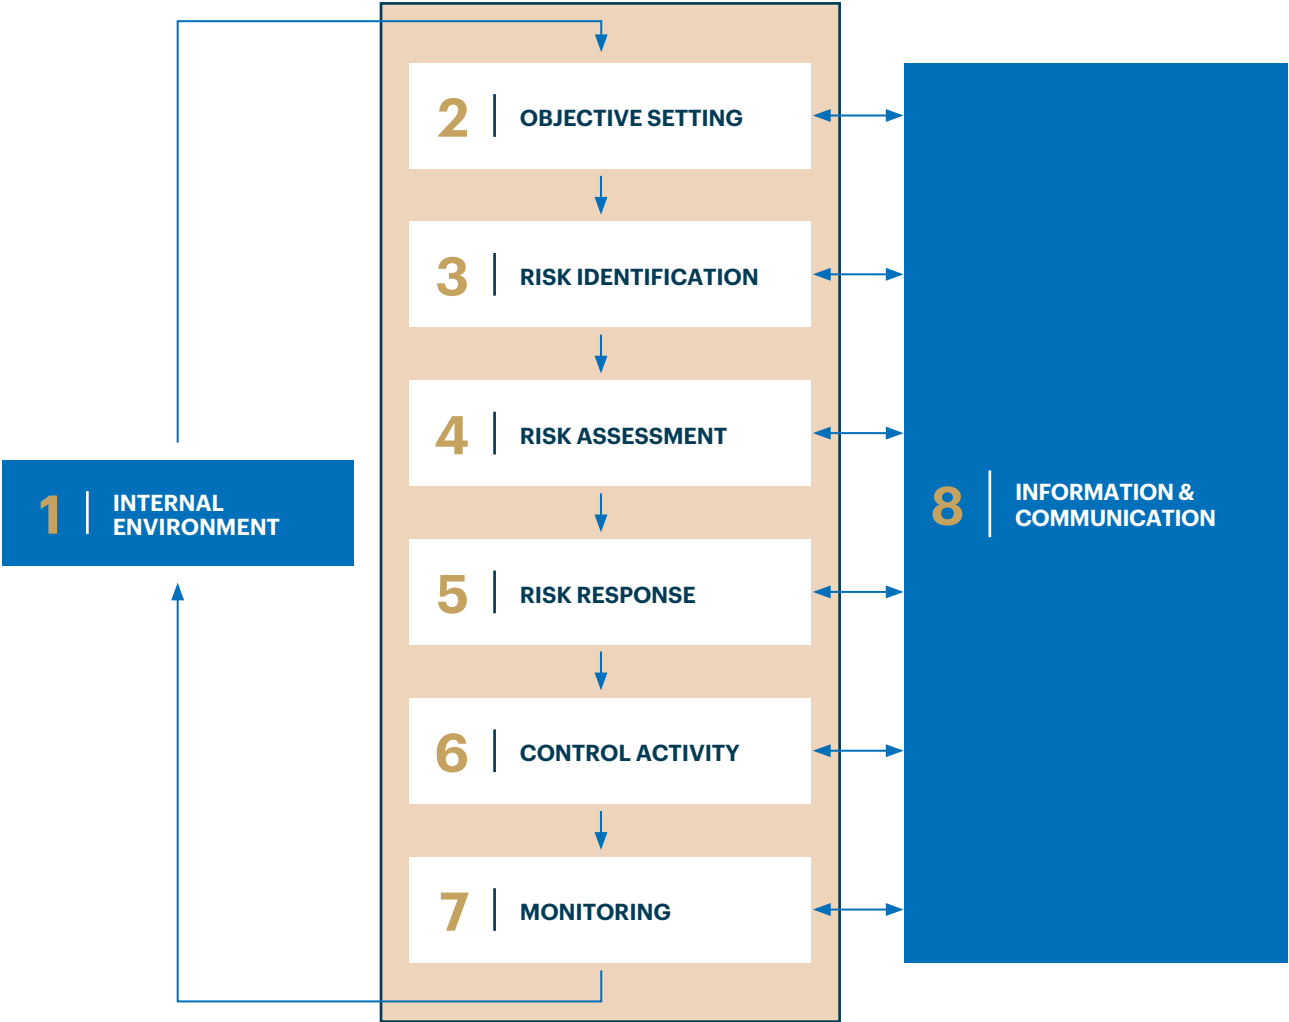 1
INTERNAL
ENVIRONMENT
2
OBJECTIVE SETTING
3
RISK IDENTIFICATION
4
RISK ASSESSMENT
5
RISK RESPONSE
6
CONTROL ACTIVITY
7
MONITORING
8
INFORMATION &
COMMUNICATION